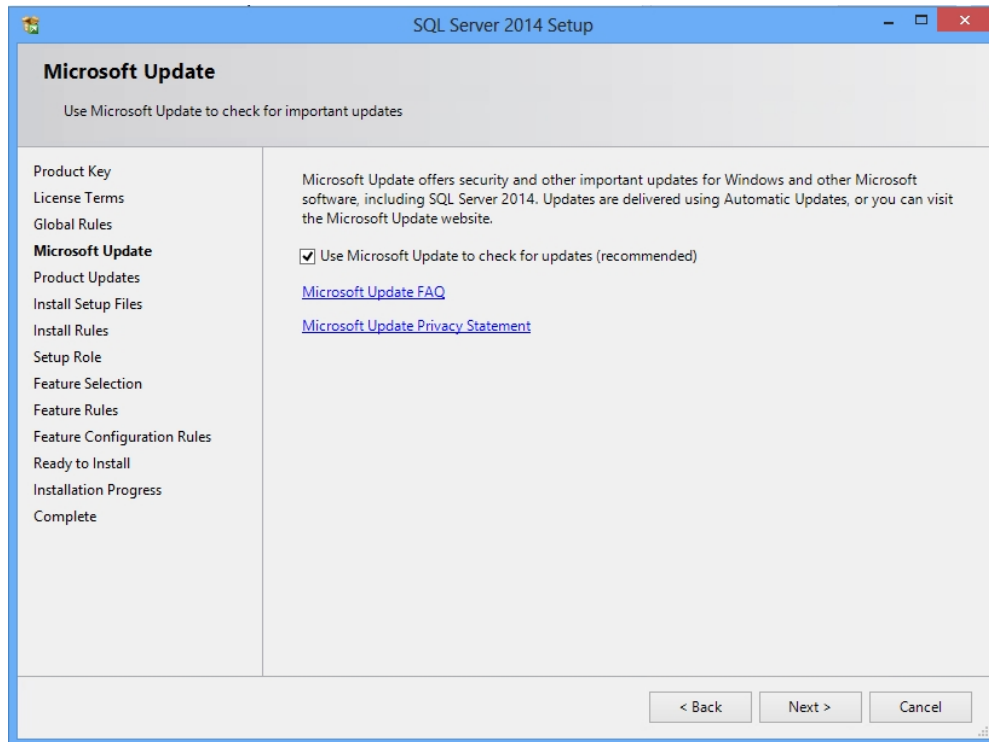 SQL Server 2014 Setup
Microsoft Update
Use Microsoft Update to check for important updates
Product Key
License Terms
Global Rules
Microsoft Update
Product Updates
Install Setup Files
Install Rules
Setup Role
Feature Selection
Feature Rules
Feature Configuration Rules
Ready to Install
Installation Progress
Complete
Microsoft Update offers security and other important updates for Windows and other Microsoft
software, including SQL Server 2014. Updates are delivered using Automatic Updates, or you can visit
the Microsoft Update website.
Use Microsoft Update to check for updates (recommended)
Microsoft Update FAQ
Microsoft Update Privacy Statement
< Back
Next >
Cancel